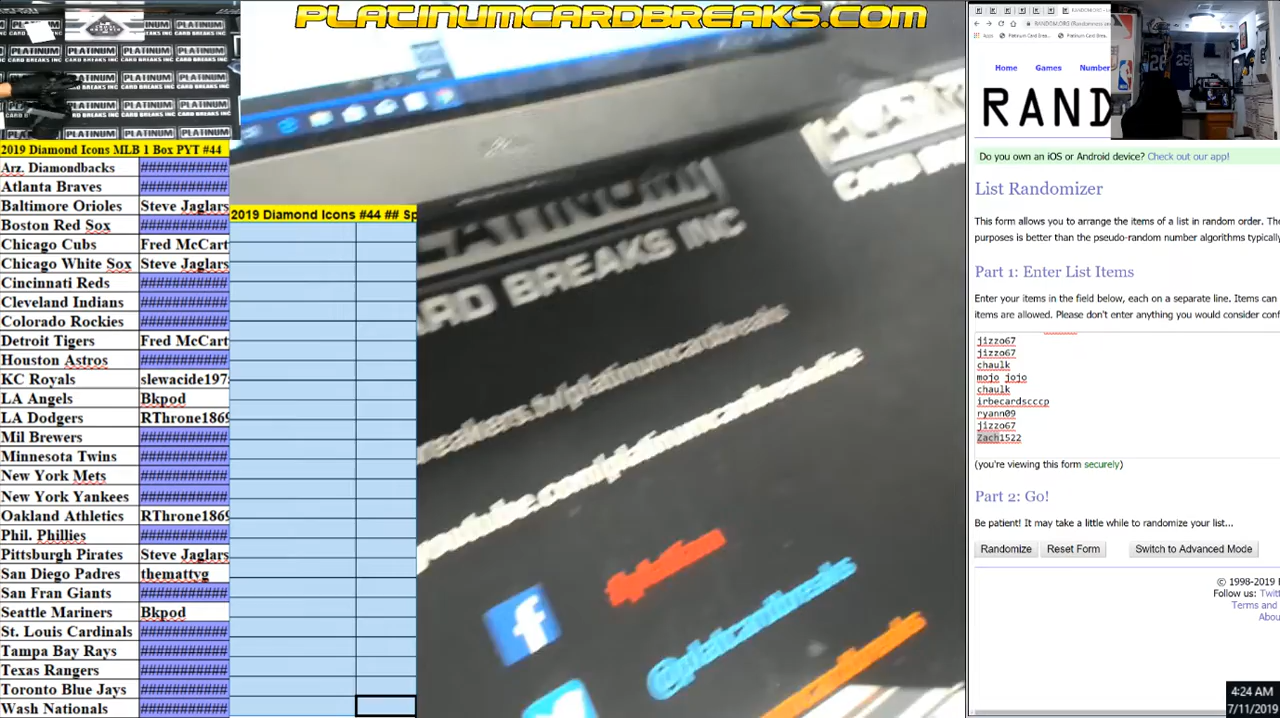 PLATINUMCARDBREAKS.COM
PLATINUM
CARD BREAKS INC
2019 Diamond Icons MLB 1 Box PYT #44
Arz. Diamondbacks ###########
Atlanta Braves ###########
Baltimore Orioles Steve Jaglars
Boston Red Sox ###########
Chicago Cubs Fred McCart
Chicago White Sox Steve Jaglars
Cincinnati Reds ###########
Cleveland Indians ###########
Colorado Rockies ###########
Detroit Tigers Fred McCart
Houston Astros ###########
KC Royals slewacide197
LA Angels Bkpod
LA Dodgers RThrone1869
Mil Brewers ###########
Minnesota Twins ###########
New York Mets ###########
New York Yankees ###########
Oakland Athletics RThrone1869
Phil. Phillies ###########
Pittsburgh Pirates Steve Jaglars
San Diego Padres themattyg
San Fran Giants ###########
Seattle Mariners Bkpod
St. Louis Cardinals ###########
Tampa Bay Rays ###########
Texas Rangers ###########
Toronto Blue Jays ###########
Wash Nationals ###########
2019 Diamond Icons #44 ## Sp
CARD BREAKS INC
Home Games Number
RAND
Do you own an iOS or Android device? Check out our app!
List Randomizer
This form allows you to arrange the items of a list in random order. The
purposes is better than the pseudo-random number algorithms typically
Part 1: Enter List Items
Enter your items in the field below, each on a separate line. Items can
items are allowed. Please don't enter anything you would consider conf
jizzo67
jizzo67
chaulk
mojo jojo
chaulk
irbecardscccp
ryann09
jizzo67
Zach1522
(you're viewing this form securely)
Part 2: Go!
Be patient! It may take a little while to randomize your list...
Randomize Reset Form Switch to Advanced Mode
© 1998-2019
Follow us: Twit
Terms and
Abou
4:24 AM
7/11/2019